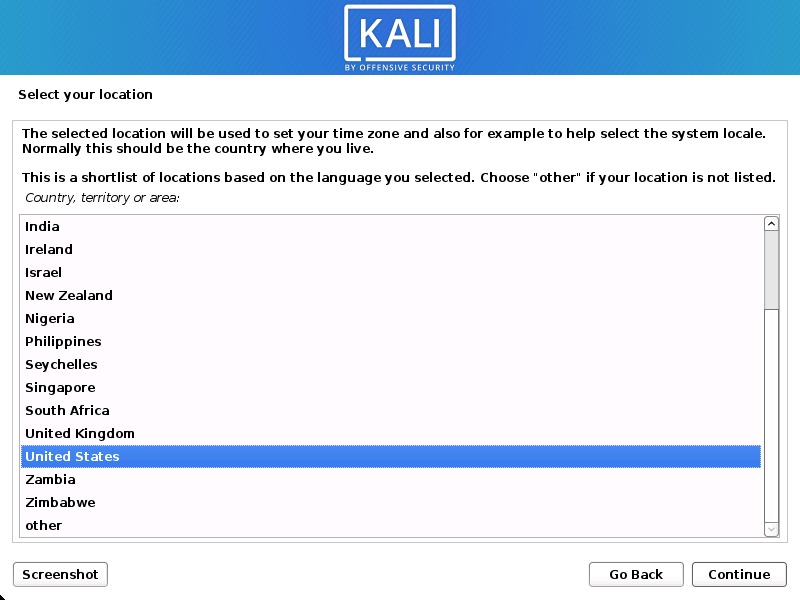 KALI
BY OFFENSIVE SECURITY
Select your location
The selected location will be used to set your time zone and also for example to help select the system locale.
Normally this should be the country where you live.
This is a shortlist of locations based on the language you selected. Choose "other" if your location is not listed.
Country, territory or area:
India
Ireland
Israel
New Zealand
Nigeria
Philippines
Seychelles
Singapore
South Africa
United Kingdom
United States
Zambia
Zimbabwe
other
Screenshot
Go Back
Continue